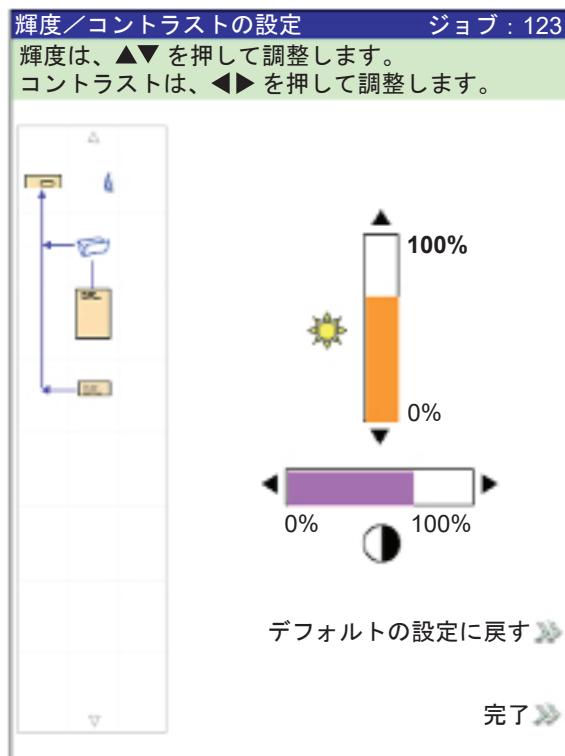 輝度／コントラストの設定 ジョブ：123
輝度は、▲▼ を押して調整します。
コントラストは、◀▶ を押して調整します。
100%
0%
0% 100%
デフォルトの設定に戻す
完了